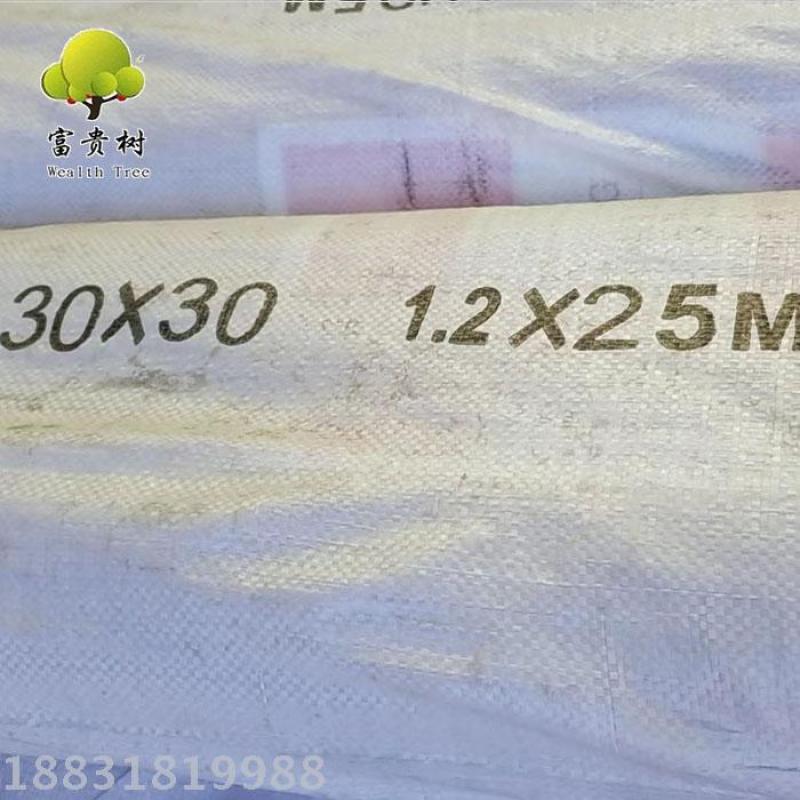 富贵树
Wealth Tree
30X30 1.2X25M
18831819988